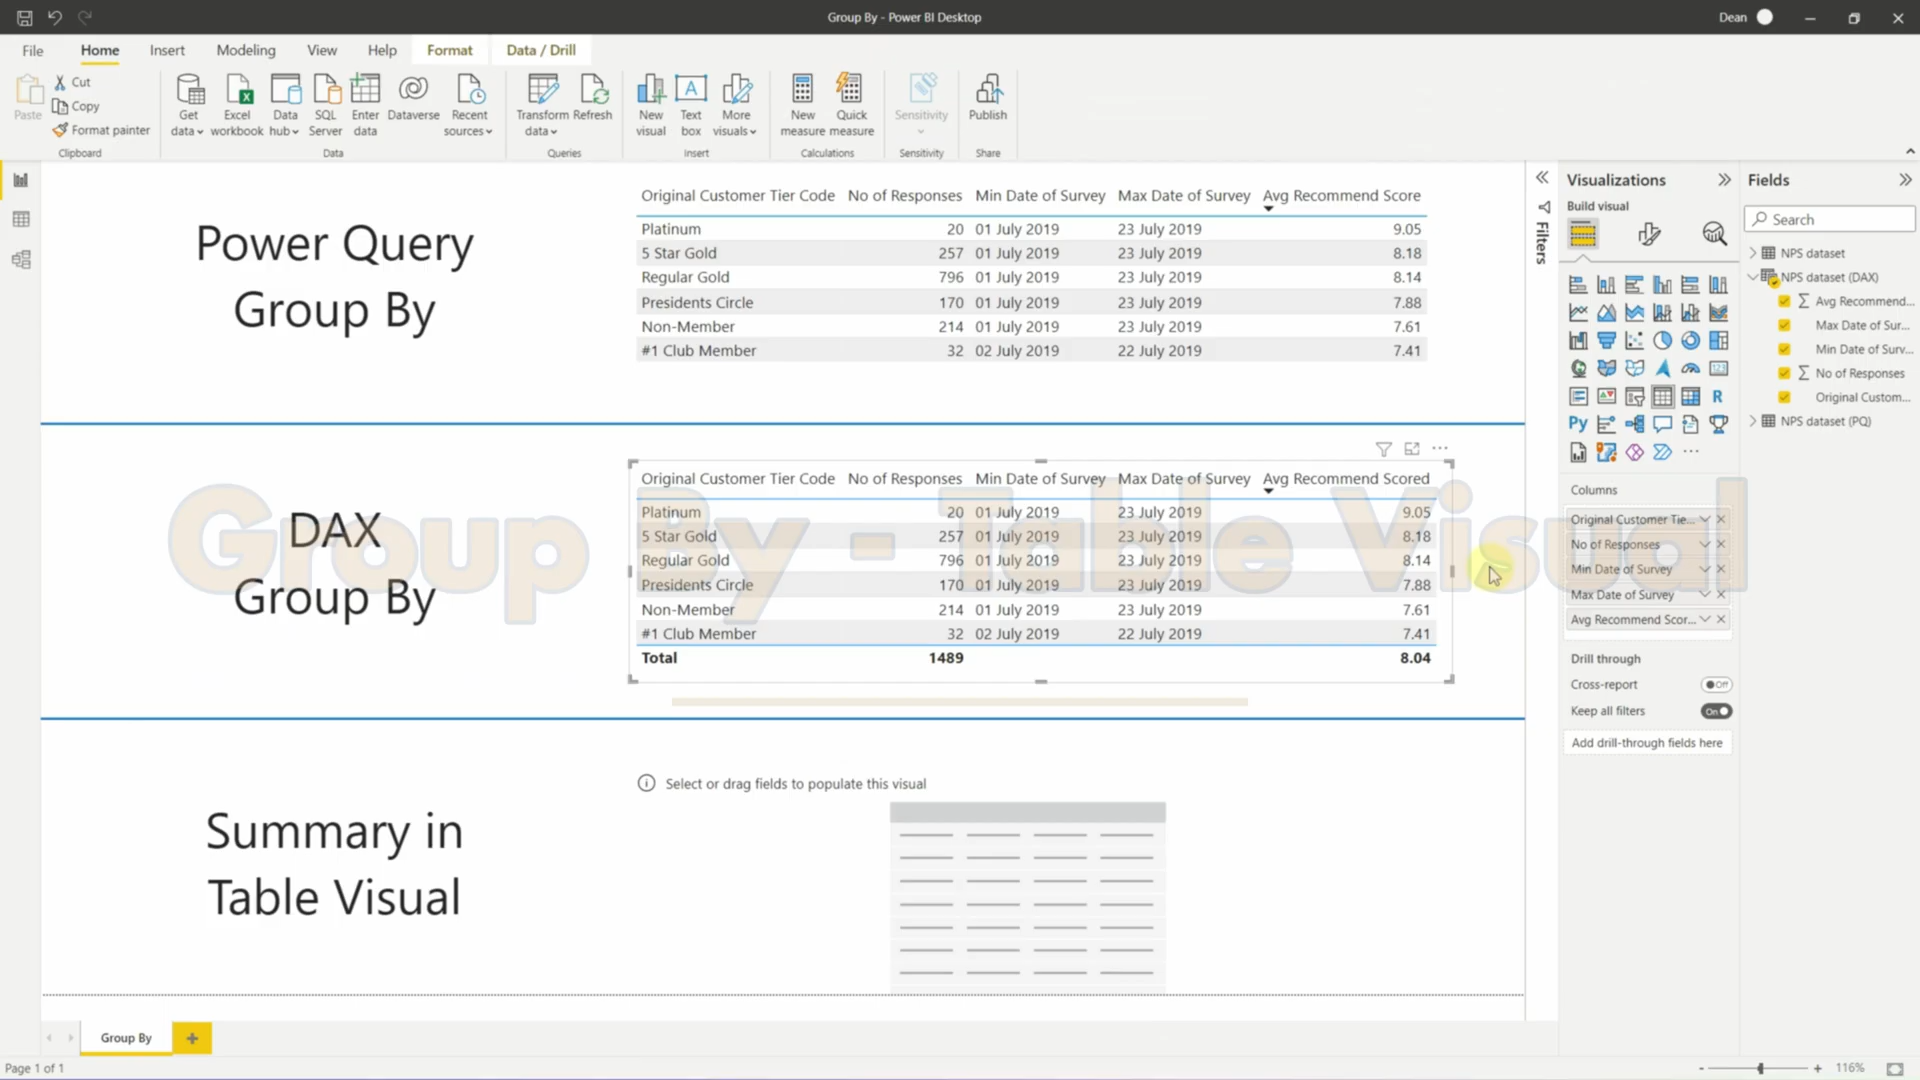 Group By - Power BI Desktop
Dean
File
Home
Insert
Modeling
View
Help
Format
Data / Drill
Paste
Cut
Copy
Format painter
Clipboard
Get data
Excel workbook
Data hub
SQL Server
Enter data
Dataverse
Recent sources
Data
Transform data
Refresh
Queries
New visual
Text box
More visuals
Insert
New measure
Quick measure
Calculations
Sensitivity
Sensitivity
Publish
Share
Power Query
Group By
Original Customer Tier Code No of Responses Min Date of Survey Max Date of Survey Avg Recommend Score
Platinum 20 01 July 2019 23 July 2019 9.05
5 Star Gold 257 01 July 2019 23 July 2019 8.18
Regular Gold 796 01 July 2019 23 July 2019 8.14
Presidents Circle 170 01 July 2019 23 July 2019 7.88
Non-Member 214 01 July 2019 23 July 2019 7.61
#1 Club Member 32 02 July 2019 22 July 2019 7.41
DAX
Group By
Group By - Table Visual
Original Customer Tier Code No of Responses Min Date of Survey Max Date of Survey Avg Recommend Scored
Platinum 20 01 July 2019 23 July 2019 9.05
5 Star Gold 257 01 July 2019 23 July 2019 8.18
Regular Gold 796 01 July 2019 23 July 2019 8.14
Presidents Circle 170 01 July 2019 23 July 2019 7.88
Non-Member 214 01 July 2019 23 July 2019 7.61
#1 Club Member 32 02 July 2019 22 July 2019 7.41
Total 1489 8.04
Summary in
Table Visual
Select or drag fields to populate this visual
Filters
Visualizations
Build visual
R
Py
123
Columns
Original Customer Tie...
No of Responses
Min Date of Survey
Max Date of Survey
Avg Recommend Scor...
Drill through
Cross-report Off
Keep all filters On
Add drill-through fields here
Fields
Search
NPS dataset
NPS dataset (DAX)
Avg Recommend...
Max Date of Sur...
Min Date of Surv...
No of Responses
Original Custom...
NPS dataset (PQ)
Group By
Page 1 of 1
116%